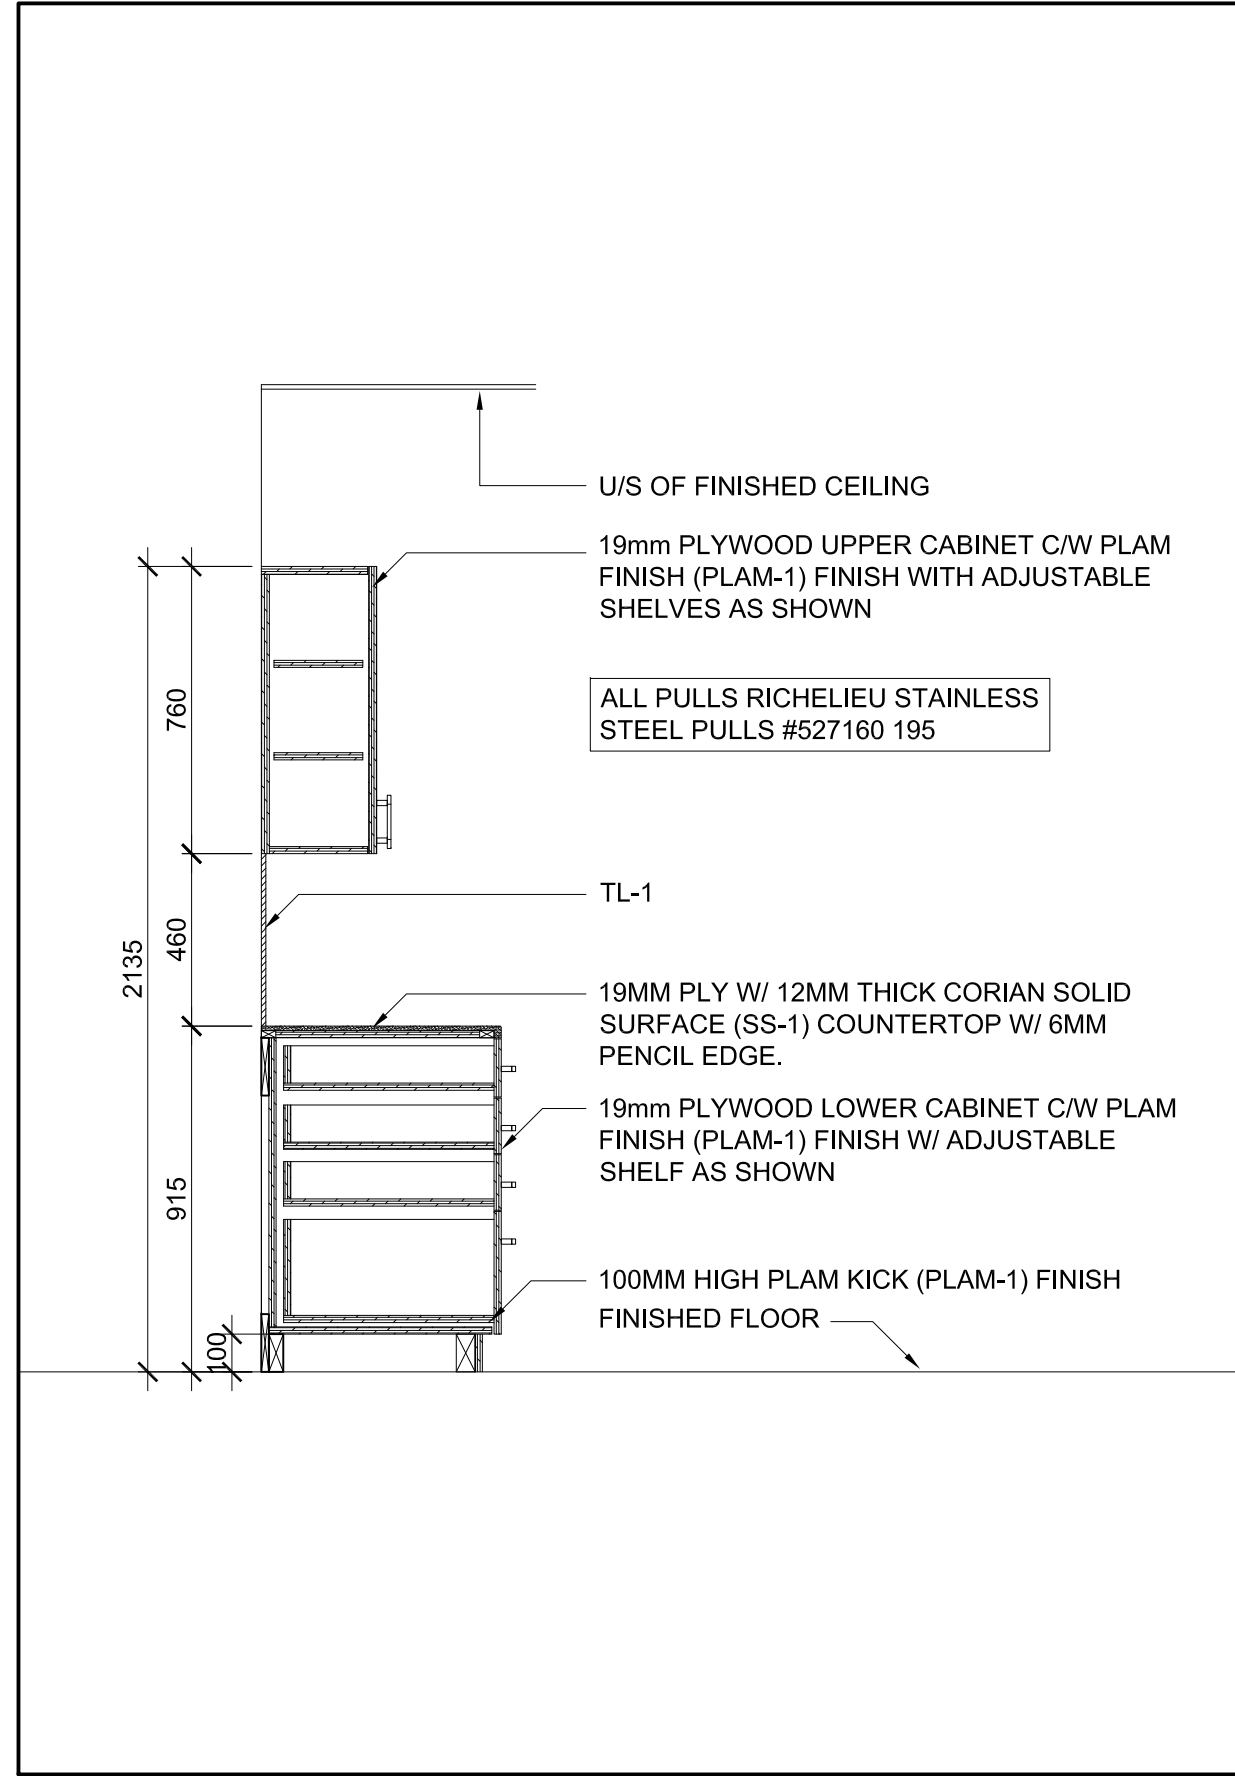 U/S OF FINISHED CEILING
19mm PLYWOOD UPPER CABINET C/W PLAM
FINISH (PLAM-1) FINISH WITH ADJUSTABLE
SHELVES AS SHOWN
ALL PULLS RICHELIEU STAINLESS
STEEL PULLS #527160 195
760
TL-1
460
2135
19MM PLY W/ 12MM THICK CORIAN SOLID
SURFACE (SS-1) COUNTERTOP W/ 6MM
PENCIL EDGE.
19mm PLYWOOD LOWER CABINET C/W PLAM
FINISH (PLAM-1) FINISH W/ ADJUSTABLE
SHELF AS SHOWN
915
100MM HIGH PLAM KICK (PLAM-1) FINISH
FINISHED FLOOR
100